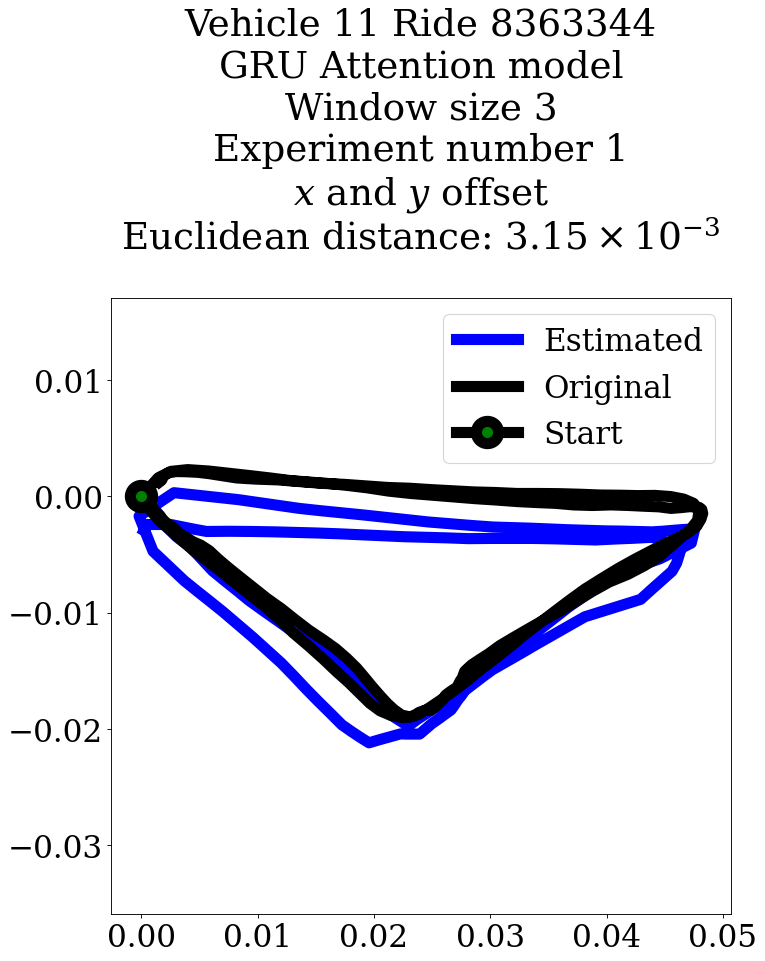 Vehicle 11 Ride 8363344
GRU Attention model
Window size 3
Experiment number 1
x and y offset
Euclidean distance: 3.15 × 10⁻³
Estimated
Original
Start
0.01
0.00
−0.01
−0.02
−0.03
0.00 0.01 0.02 0.03 0.04 0.05